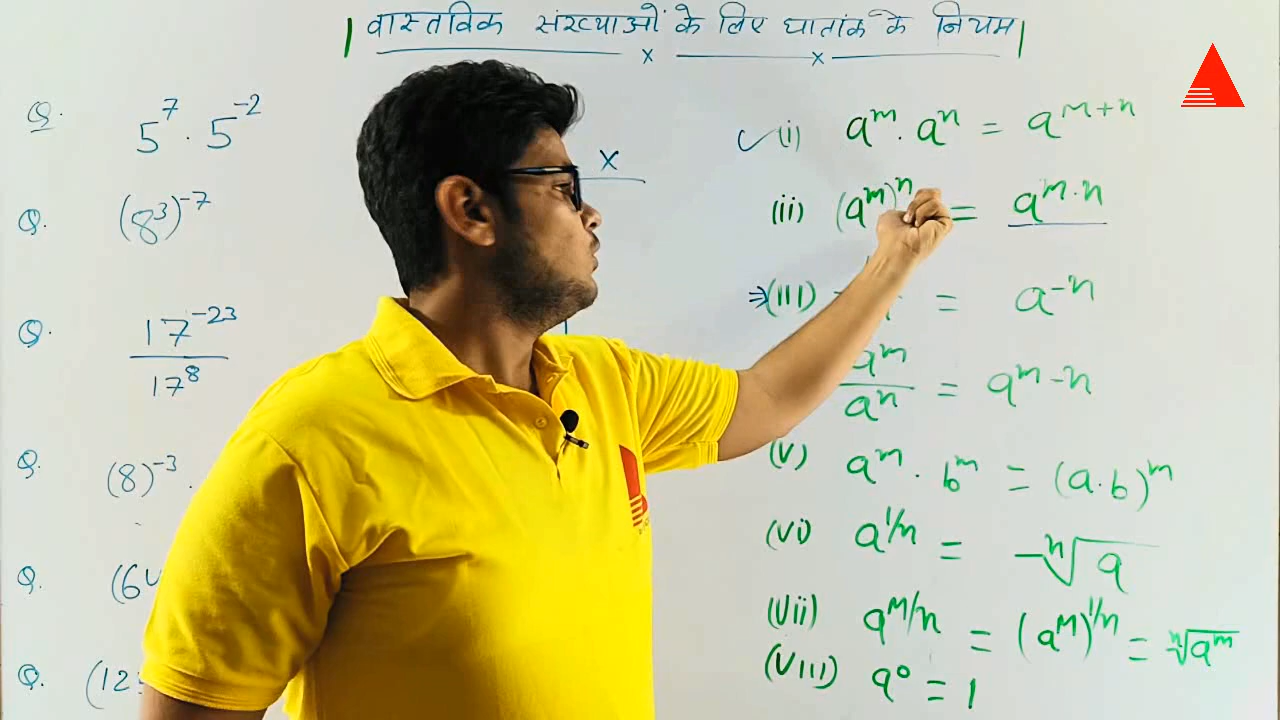 वास्तविक संख्याओं के लिए घातांक के नियम
Q. 5^7 · 5^-2
Q. (8^3)^-7
Q. 17^-23 / 17^8
Q. (8)^-3
Q. (6
Q. (12
x
(i) a^m · a^n = a^m+n
(ii) (a^m)^n = a^m·n
⇒(iii) = a^-n
a^m / a^n = a^m-n
(v) a^m · b^m = (a·b)^m
(vi) a^1/n = n√a
(vii) a^m/n = (a^m)^1/n = n√a^m
(viii) a^0 = 1